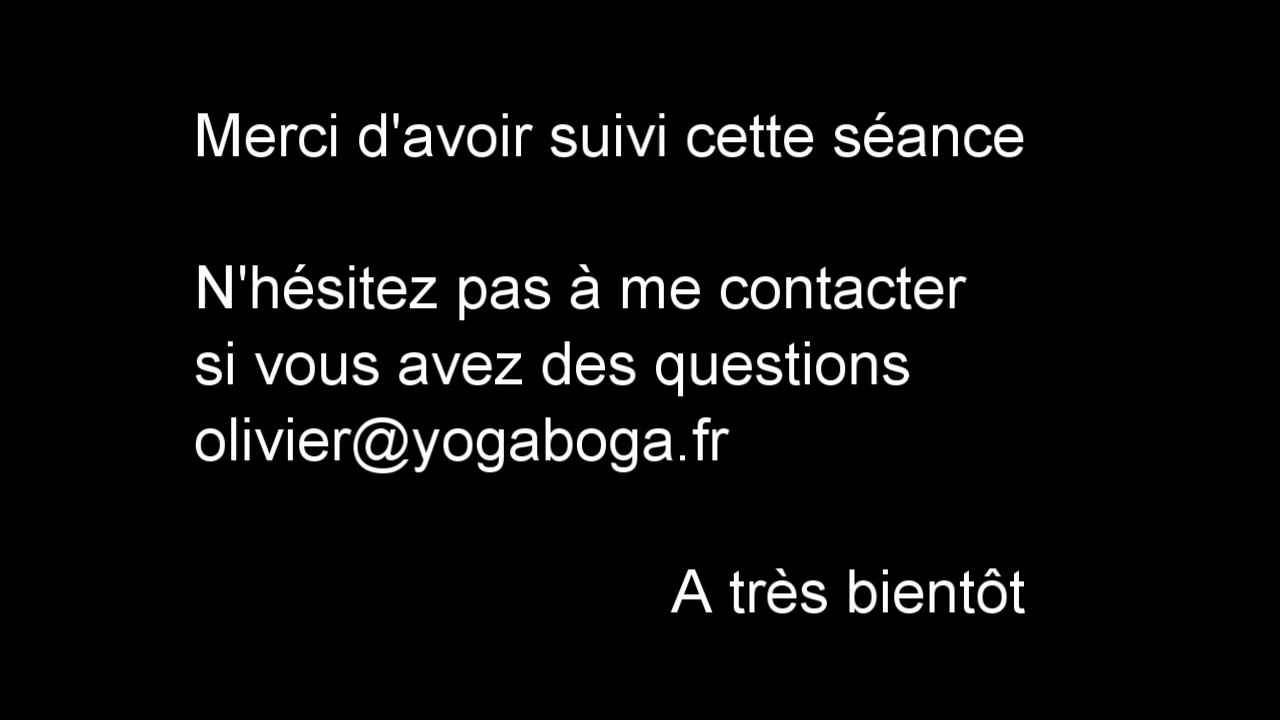 Merci d'avoir suivi cette séance
N'hésitez pas à me contacter
si vous avez des questions
olivier@yogaboga.fr
A très bientôt